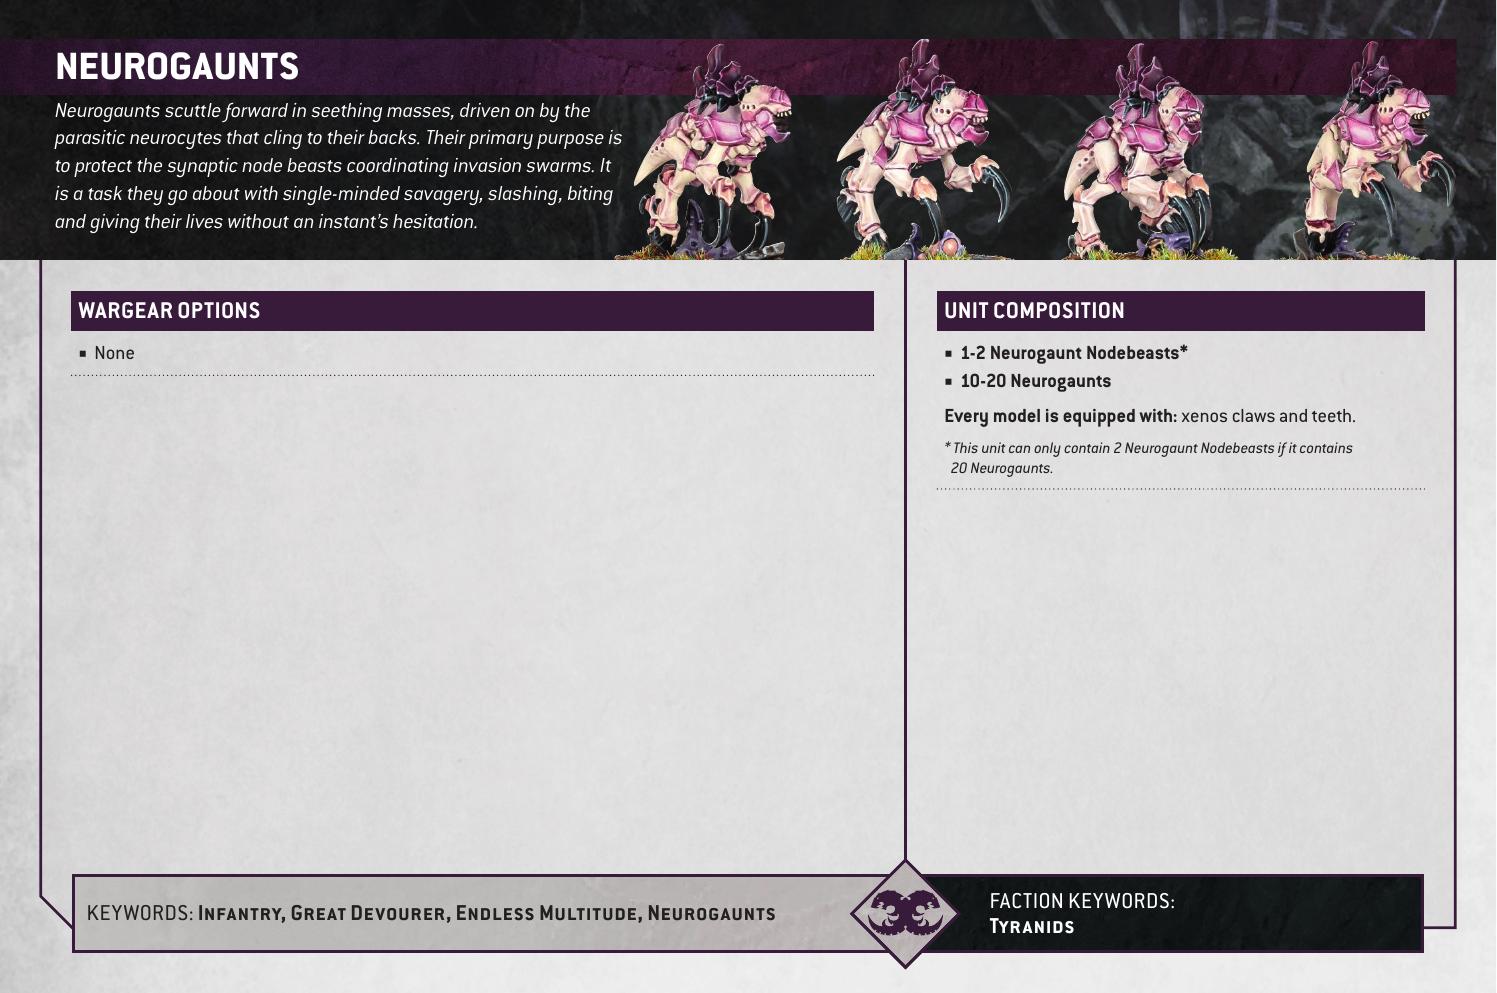 NEUROGAUNTS
Neurogaunts scuttle forward in seething masses, driven on by the
parasitic neurocytes that cling to their backs. Their primary purpose is
to protect the synaptic node beasts coordinating invasion swarms. It
is a task they go about with single-minded savagery, slashing, biting
and giving their lives without an instant's hesitation.
WARGEAR OPTIONS
▪ None
UNIT COMPOSITION
▪ 1-2 Neurogaunt Nodebeasts*
▪ 10-20 Neurogaunts
Every model is equipped with: xenos claws and teeth.
* This unit can only contain 2 Neurogaunt Nodebeasts if it contains
20 Neurogaunts.
KEYWORDS: Infantry, Great Devourer, Endless Multitude, Neurogaunts
FACTION KEYWORDS:
Tyranids